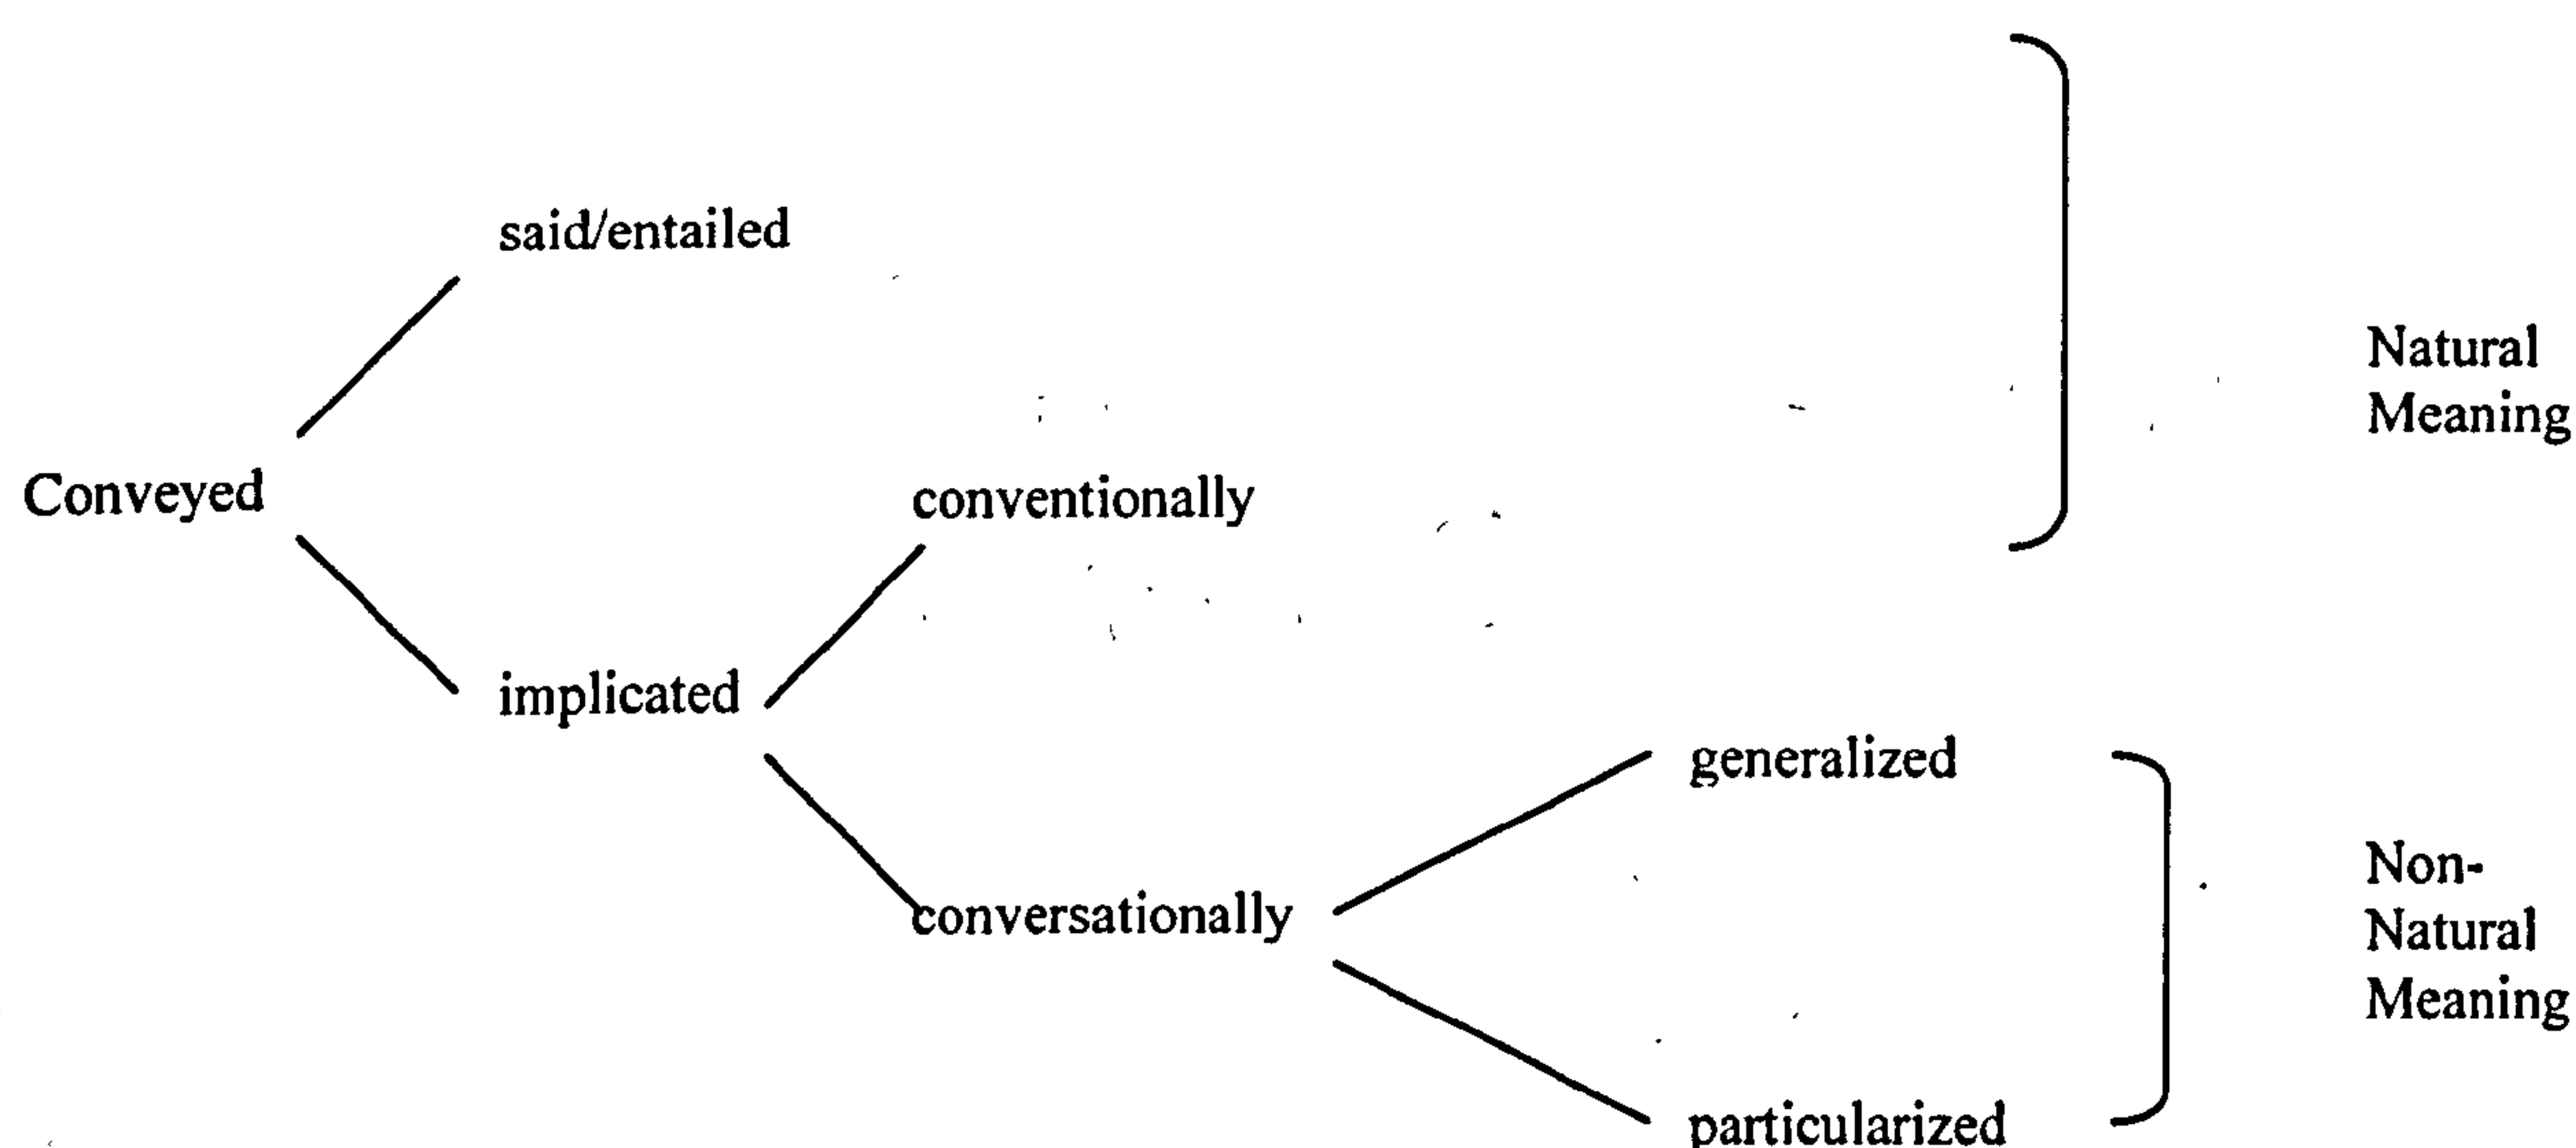 said/entailed
Natural
Meaning
Conveyed
conventionally
implicated
generalized
Non-
Natural
Meaning
conversationally
particularized